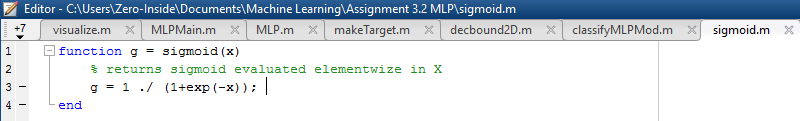 Editor - C:\Users\Zero-Inside\Documents\Machine Learning\Assignment 3.2 MLP\sigmoid.m
+7 visualize.m MLPMain.m MLP.m makeTarget.m decbound2D.m classifyMLPMod.m sigmoid.m
1 function g = sigmoid(x)
2 % returns sigmoid evaluated elementwize in X
3 - g = 1 ./ (1+exp(-x));
4 - end